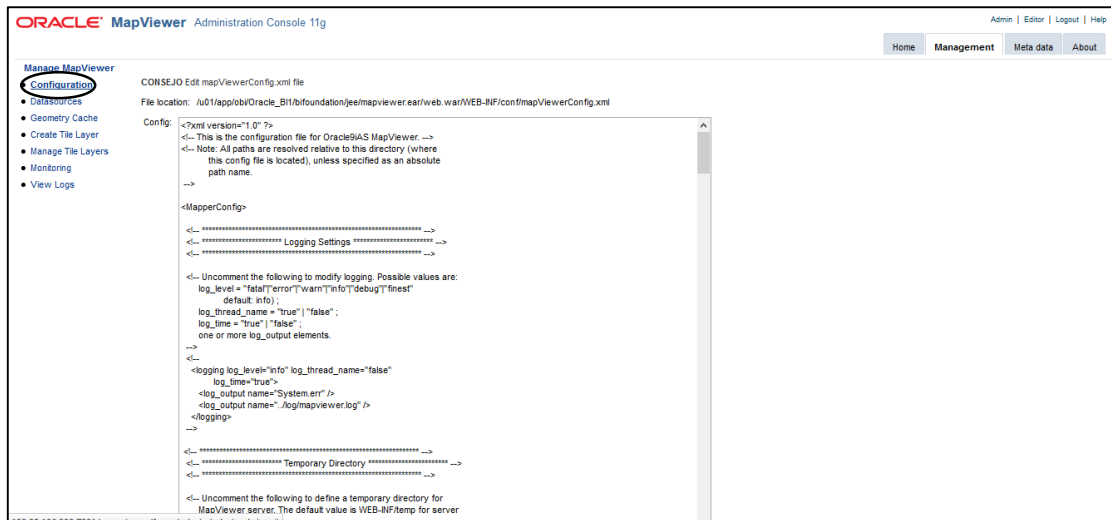 ORACLE MapViewer Administration Console 11g
Admin | Editor | Logout | Help
Home Management Meta data About
Manage MapViewer
Configuration
Datasources
Geometry Cache
Create Tile Layer
Manage Tile Layers
Monitoring
View Logs
CONSEJO Edit mapViewerConfig.xml file
File location: /u01/app/obi/Oracle_BI1/bifoundation/jee/mapviewer.ear/web.war/WEB-INF/conf/mapViewerConfig.xml
Config:
<?xml version="1.0" ?>
<!-- This is the configuration file for Oracle9iAS MapViewer. -->
<!-- Note: All paths are resolved relative to this directory (where
this config file is located), unless specified as an absolute
path name.
-->
<MapperConfig>
<!-- ****************************************************************** -->
<!-- ************************ Logging Settings ************************ -->
<!-- ****************************************************************** -->
<!-- Uncomment the following to modify logging. Possible values are:
log_level = "fatal"|"error"|"warn"|"info"|"debug"|"finest"
default: info) ;
log_thread_name = "true" | "false" ;
log_time = "true" | "false" ;
one or more log_output elements.
-->
<!--
<logging log_level="info" log_thread_name="false"
log_time="true">
<log_output name="System.err" />
<log_output name="../log/mapviewer.log" />
</logging>
-->
<!-- ****************************************************************** -->
<!-- ************************ Temporary Directory ************************ -->
<!-- ****************************************************************** -->
<!-- Uncomment the following to define a temporary directory for
MapViewer server. The default value is WEB-INF/temp for server